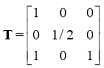 T = [ 1 0 0
0 1/2 0
1 0 1 ]